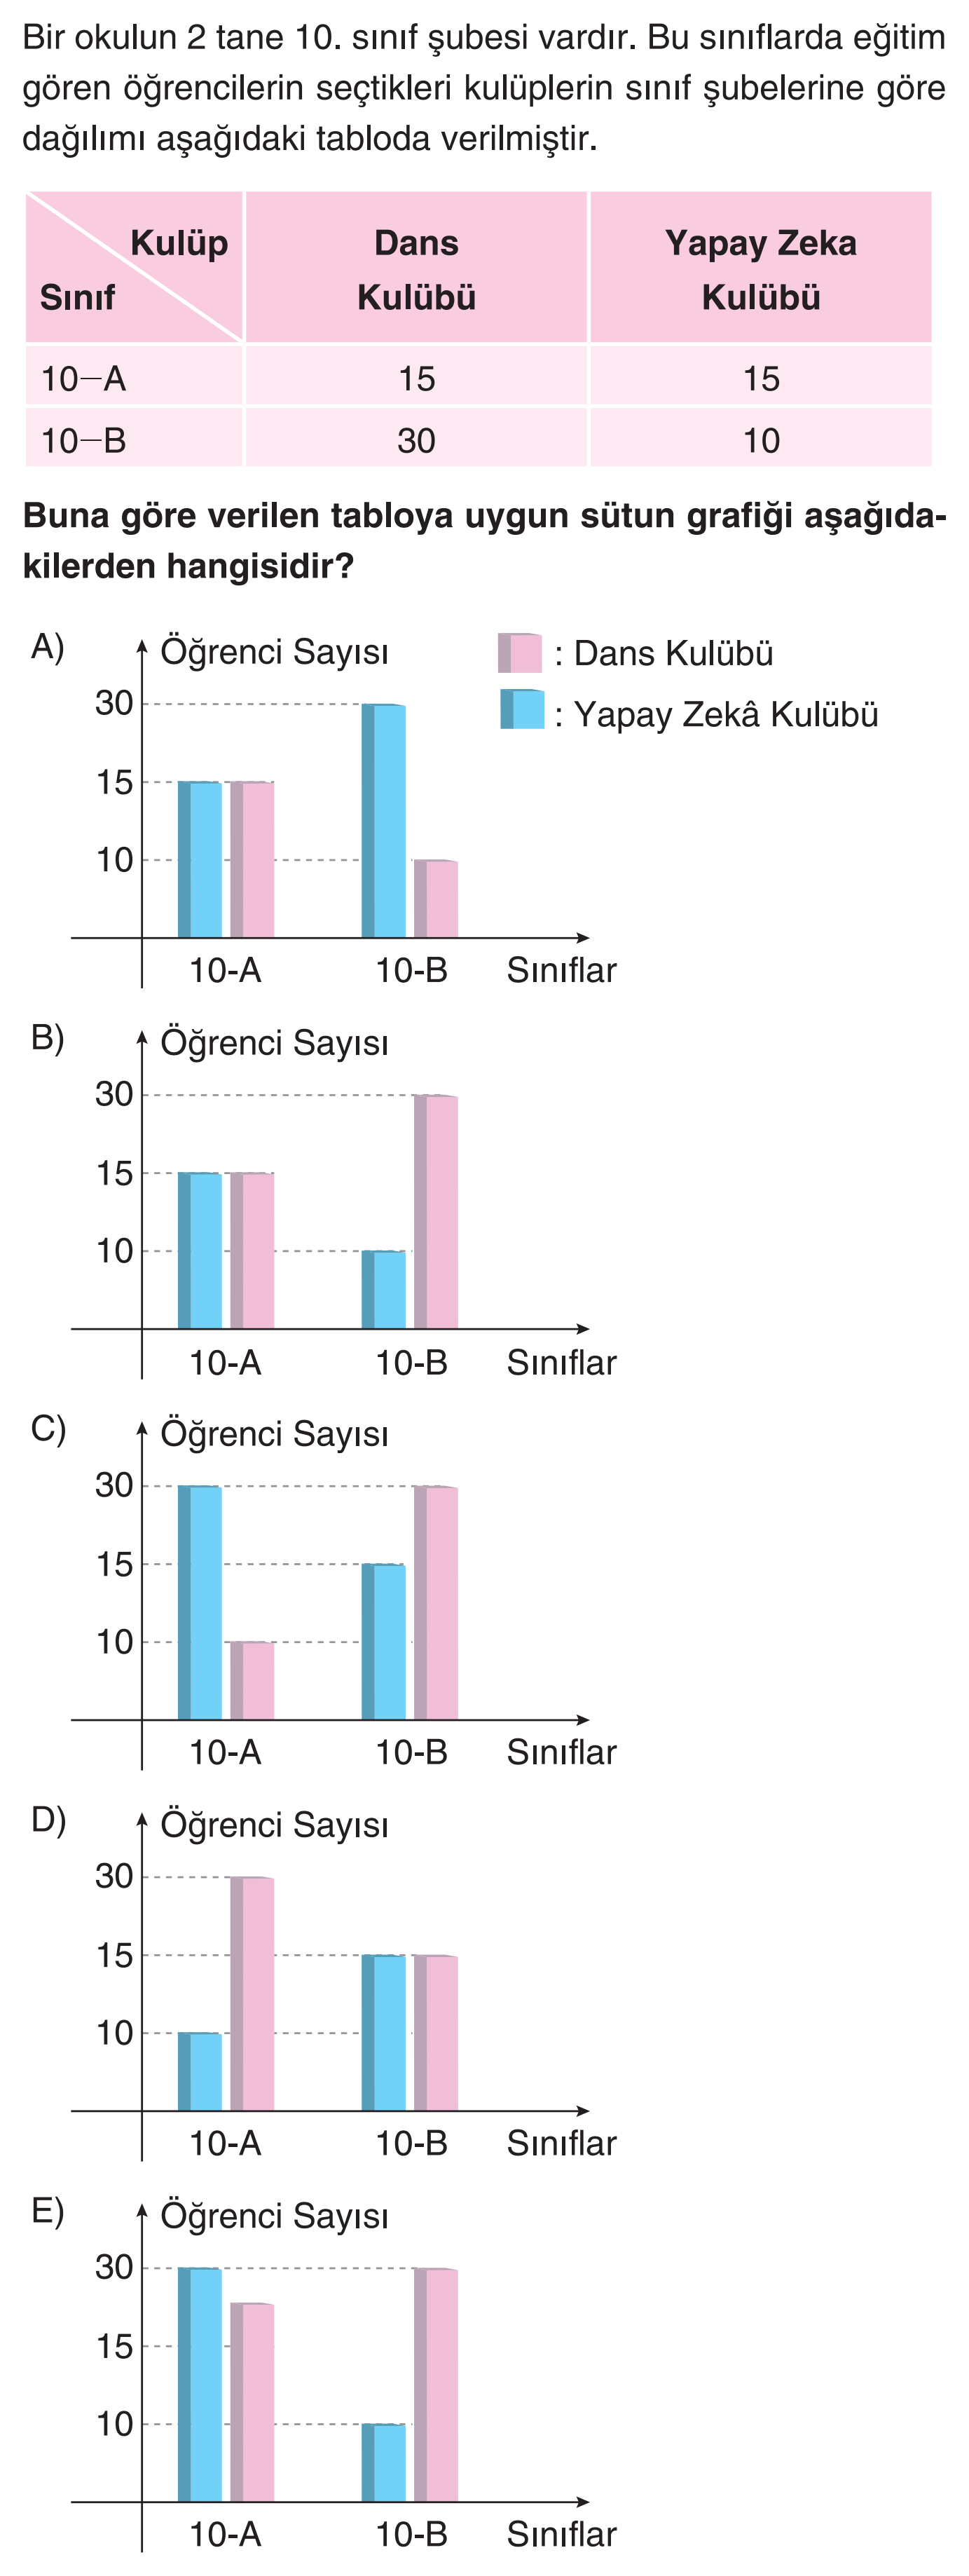 Bir okulun 2 tane 10. sınıf şubesi vardır. Bu sınıflarda eğitim
gören öğrencilerin seçtikleri kulüplerin sınıf şubelerine göre
dağılımı aşağıdaki tabloda verilmiştir.
Kulüp
Sınıf
Dans
Kulübü
Yapay Zeka
Kulübü
10–A 15 15
10–B 30 10
Buna göre verilen tabloya uygun sütun grafiği aşağıda-
kilerden hangisidir?
A) Öğrenci Sayısı
: Dans Kulübü
: Yapay Zekâ Kulübü
30
15
10
10-A 10-B Sınıflar
B) Öğrenci Sayısı
30
15
10
10-A 10-B Sınıflar
C) Öğrenci Sayısı
30
15
10
10-A 10-B Sınıflar
D) Öğrenci Sayısı
30
15
10
10-A 10-B Sınıflar
E) Öğrenci Sayısı
30
15
10
10-A 10-B Sınıflar